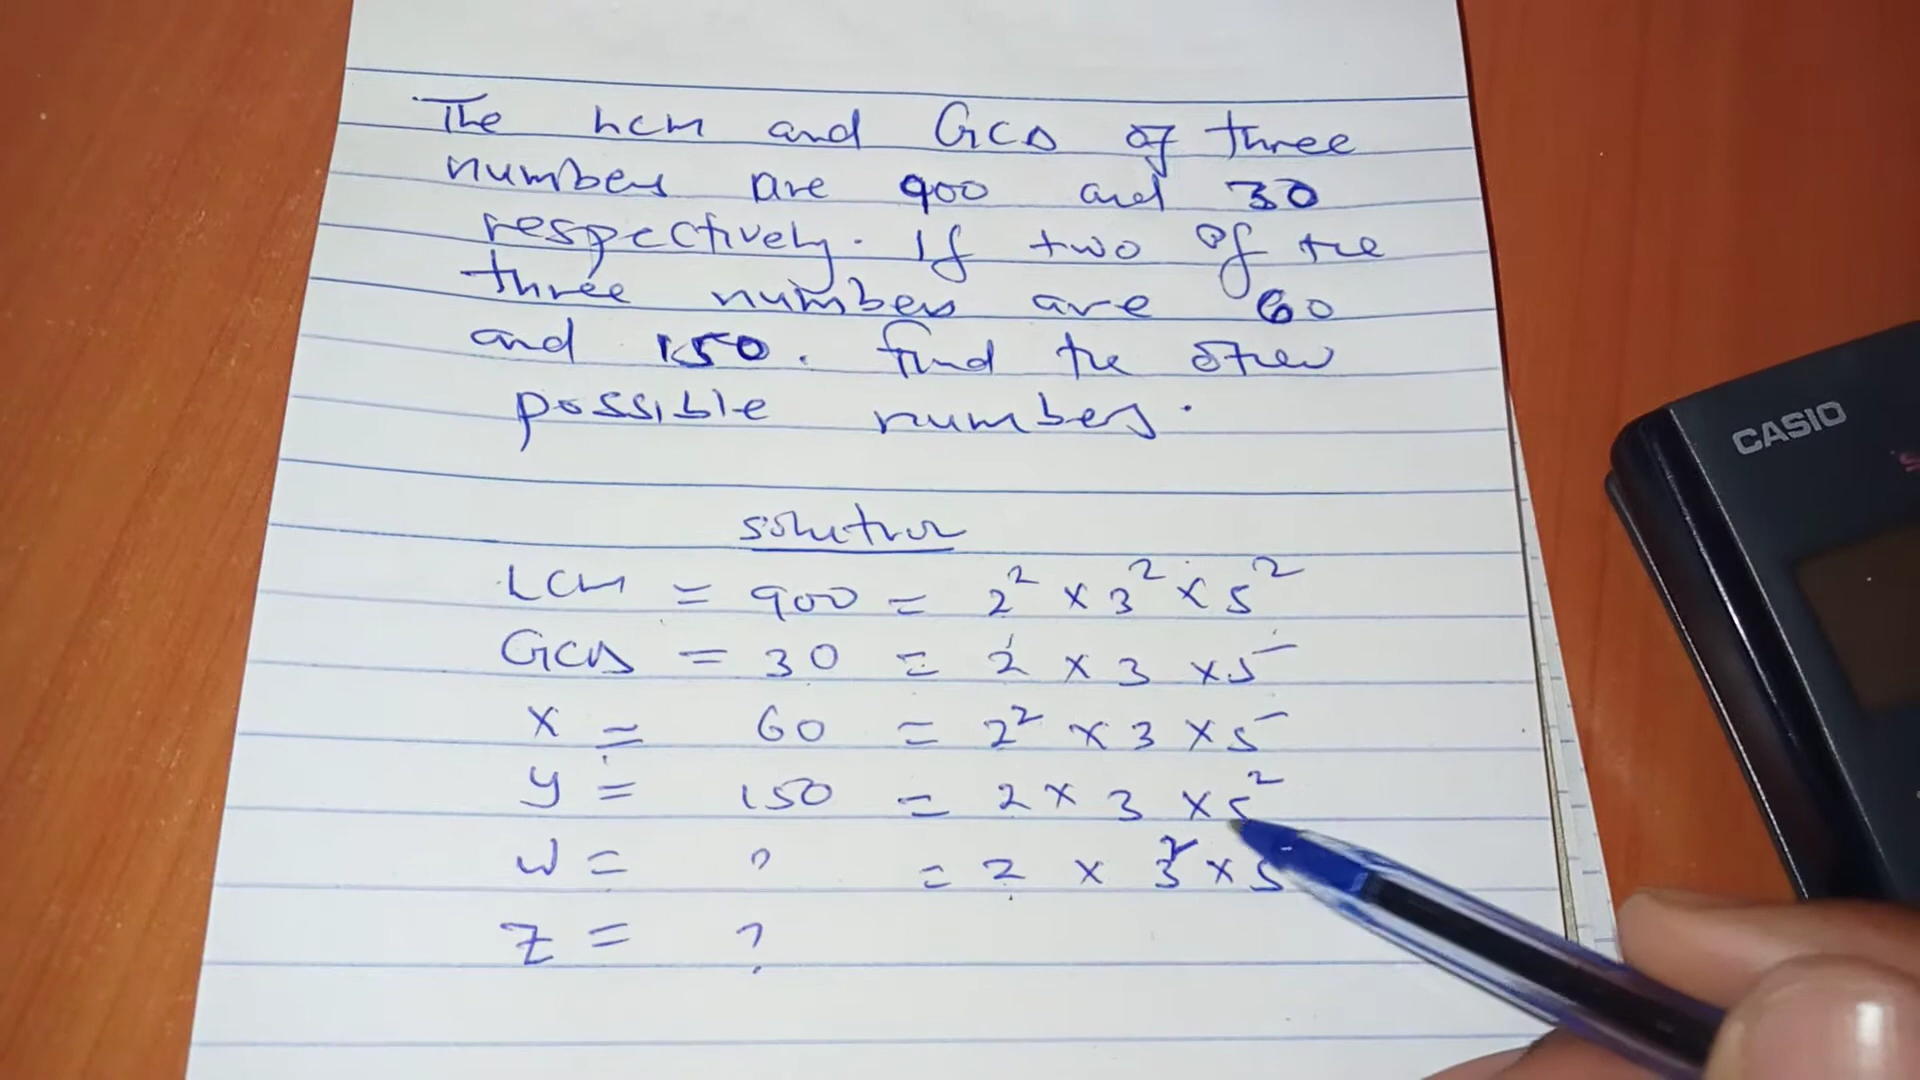 The LCM and GCD of three
numbers are 900 and 30
respectively. If two of the
three numbers are 60
and 150. find the other
possible numbers.
solution
LCM = 900 = 2² × 3² × 5²
GCD = 30 = 2 × 3 × 5
X = 60 = 2² × 3 × 5
y = 150 = 2 × 3 × 5²
W = ? = 2 × 3² × 5
Z = ?
CASIO